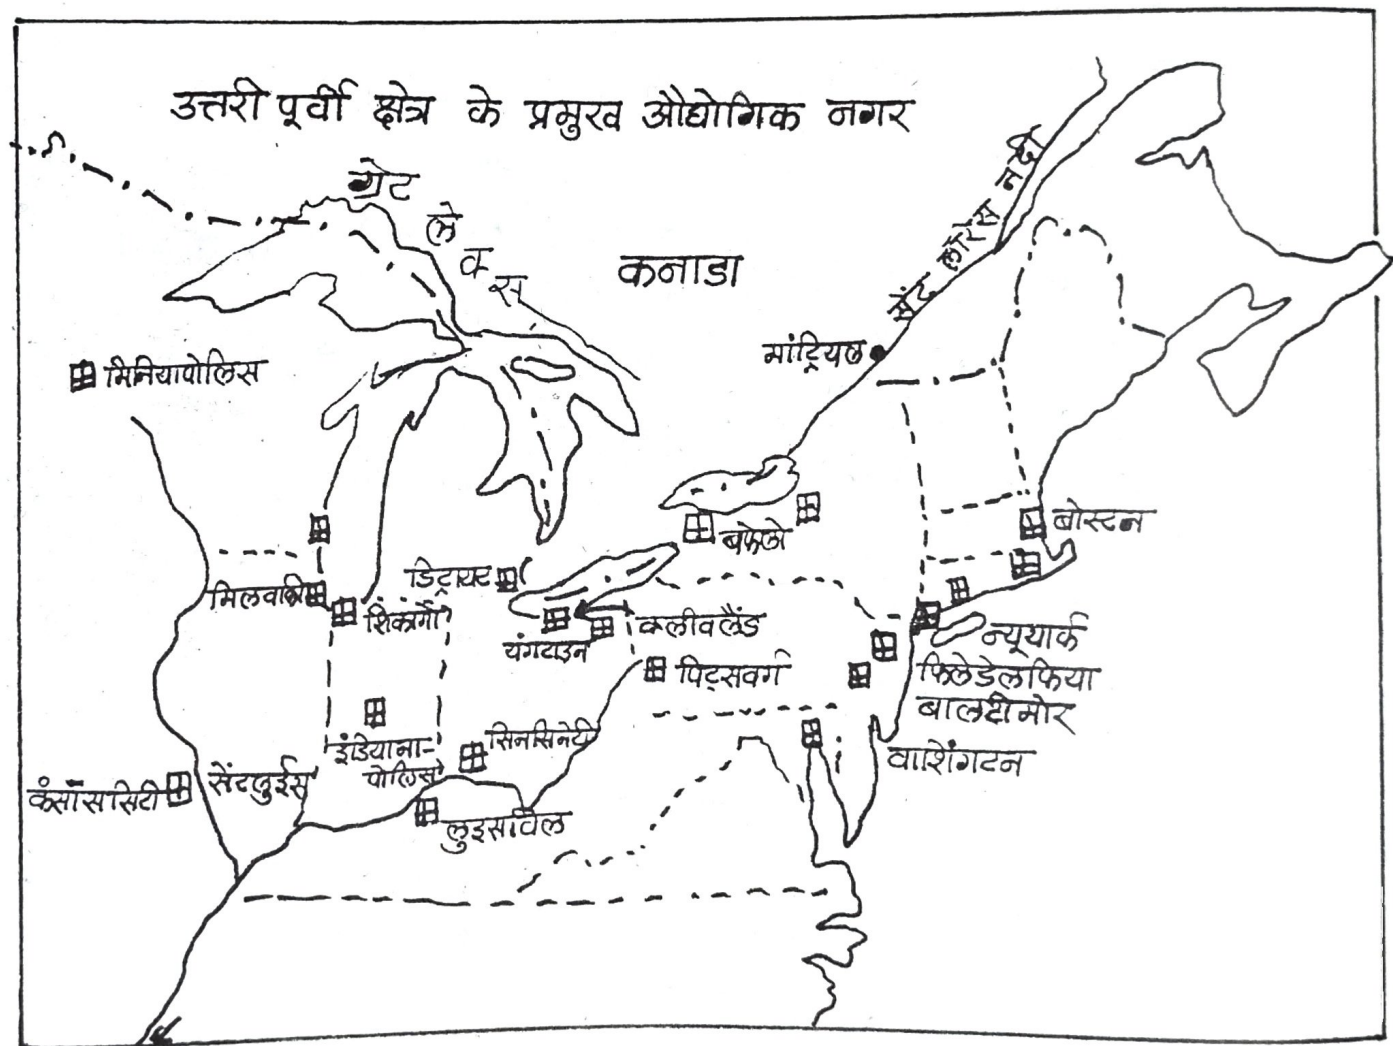 उत्तरी पूर्वी क्षेत्र के प्रमुख औद्योगिक नगर
ग्रेट
लेक्स
कनाडा
सेंट लॉरेंस नदी
मांट्रियल
मिनियापोलिस
बोस्टन
बफेलो
डिट्रायट
मिलवाकी
शिकागो
यंगटाउन
क्लीवलैंड
न्यूयार्क
पिट्सवर्ग
फिलेडेलफिया
बालटीमोर
वाशिंगटन
इंडियाना-
पोलिस
सिनसिनेटी
कंसास सिटी
सेंटलुईस
लुइसविल